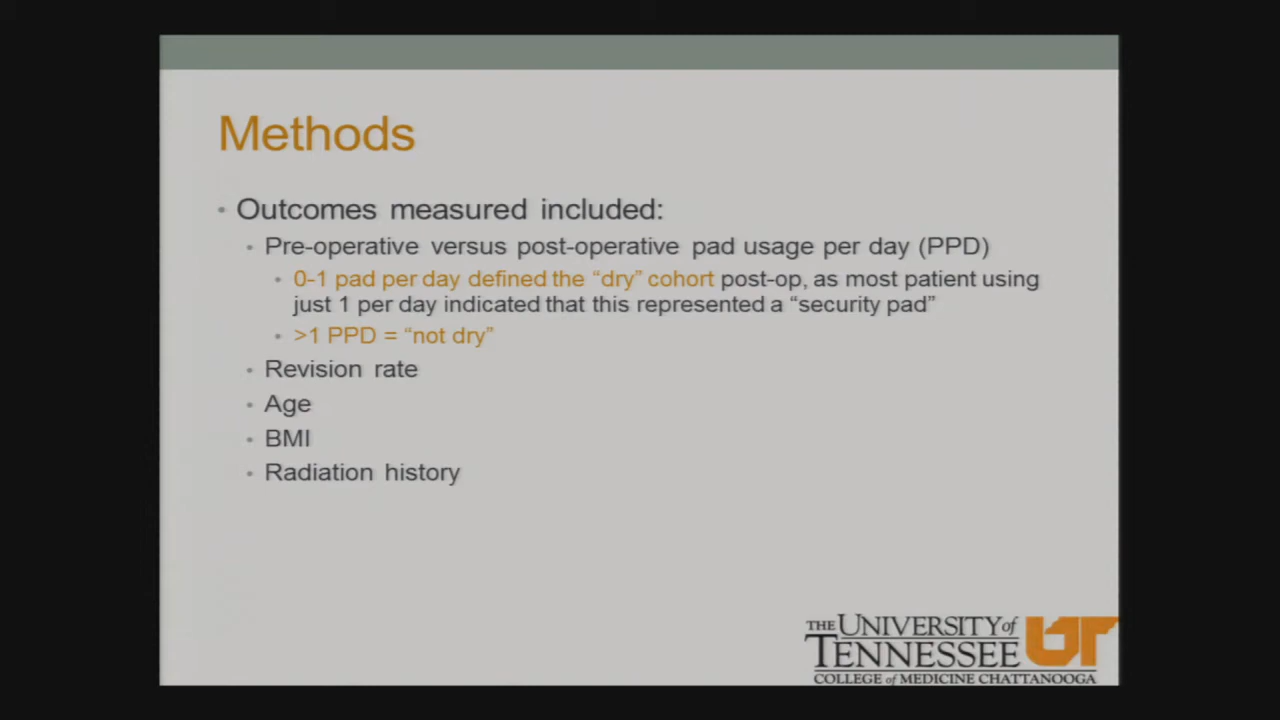 Methods
• Outcomes measured included:
• Pre-operative versus post-operative pad usage per day (PPD)
• 0-1 pad per day defined the “dry” cohort post-op, as most patient using
just 1 per day indicated that this represented a “security pad”
• >1 PPD = “not dry”
• Revision rate
• Age
• BMI
• Radiation history
THE UNIVERSITY of
TENNESSEE
UT
COLLEGE of MEDICINE CHATTANOOGA